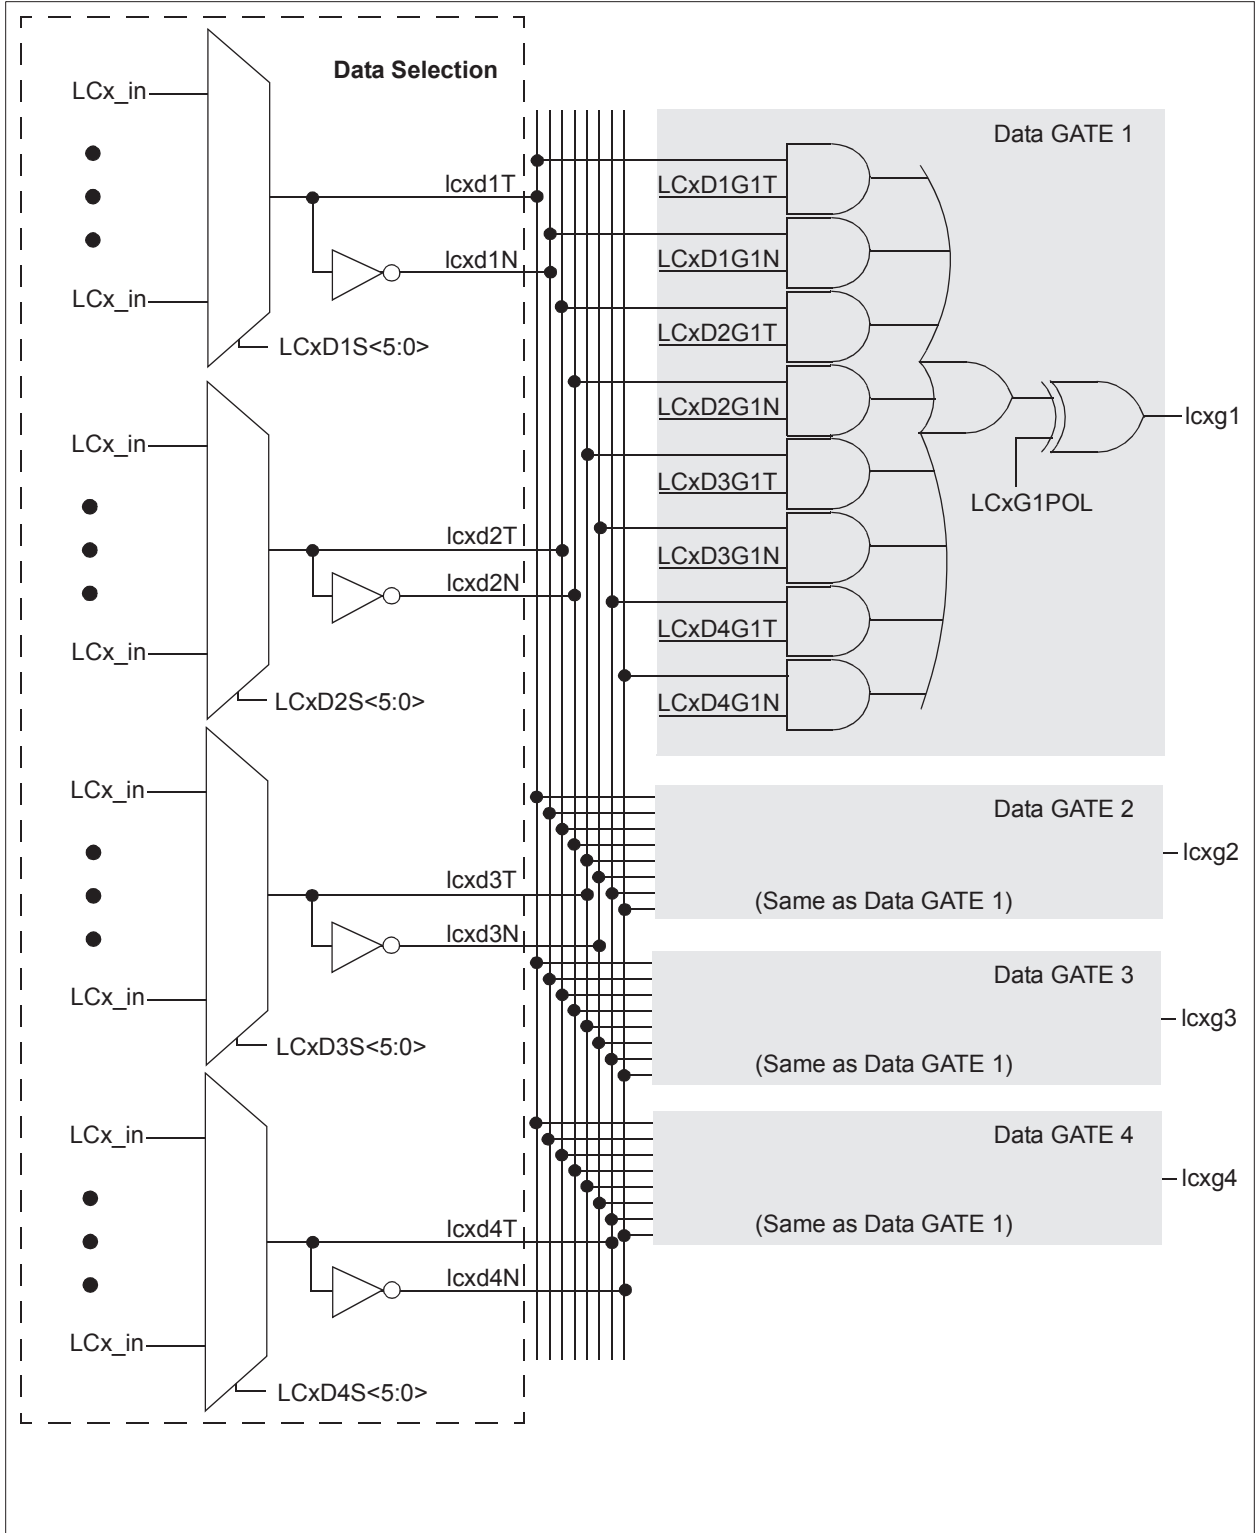 Data Selection
LCx_in
LCx_in
lcxd1T
lcxd1N
LCxD1S<5:0>
LCx_in
LCx_in
lcxd2T
lcxd2N
LCxD2S<5:0>
LCx_in
LCx_in
lcxd3T
lcxd3N
LCxD3S<5:0>
LCx_in
LCx_in
lcxd4T
lcxd4N
LCxD4S<5:0>
Data GATE 1
LCxD1G1T
LCxD1G1N
LCxD2G1T
LCxD2G1N
LCxD3G1T
LCxD3G1N
LCxD4G1T
LCxD4G1N
LCxG1POL
lcxg1
Data GATE 2
(Same as Data GATE 1)
lcxg2
Data GATE 3
(Same as Data GATE 1)
lcxg3
Data GATE 4
(Same as Data GATE 1)
lcxg4